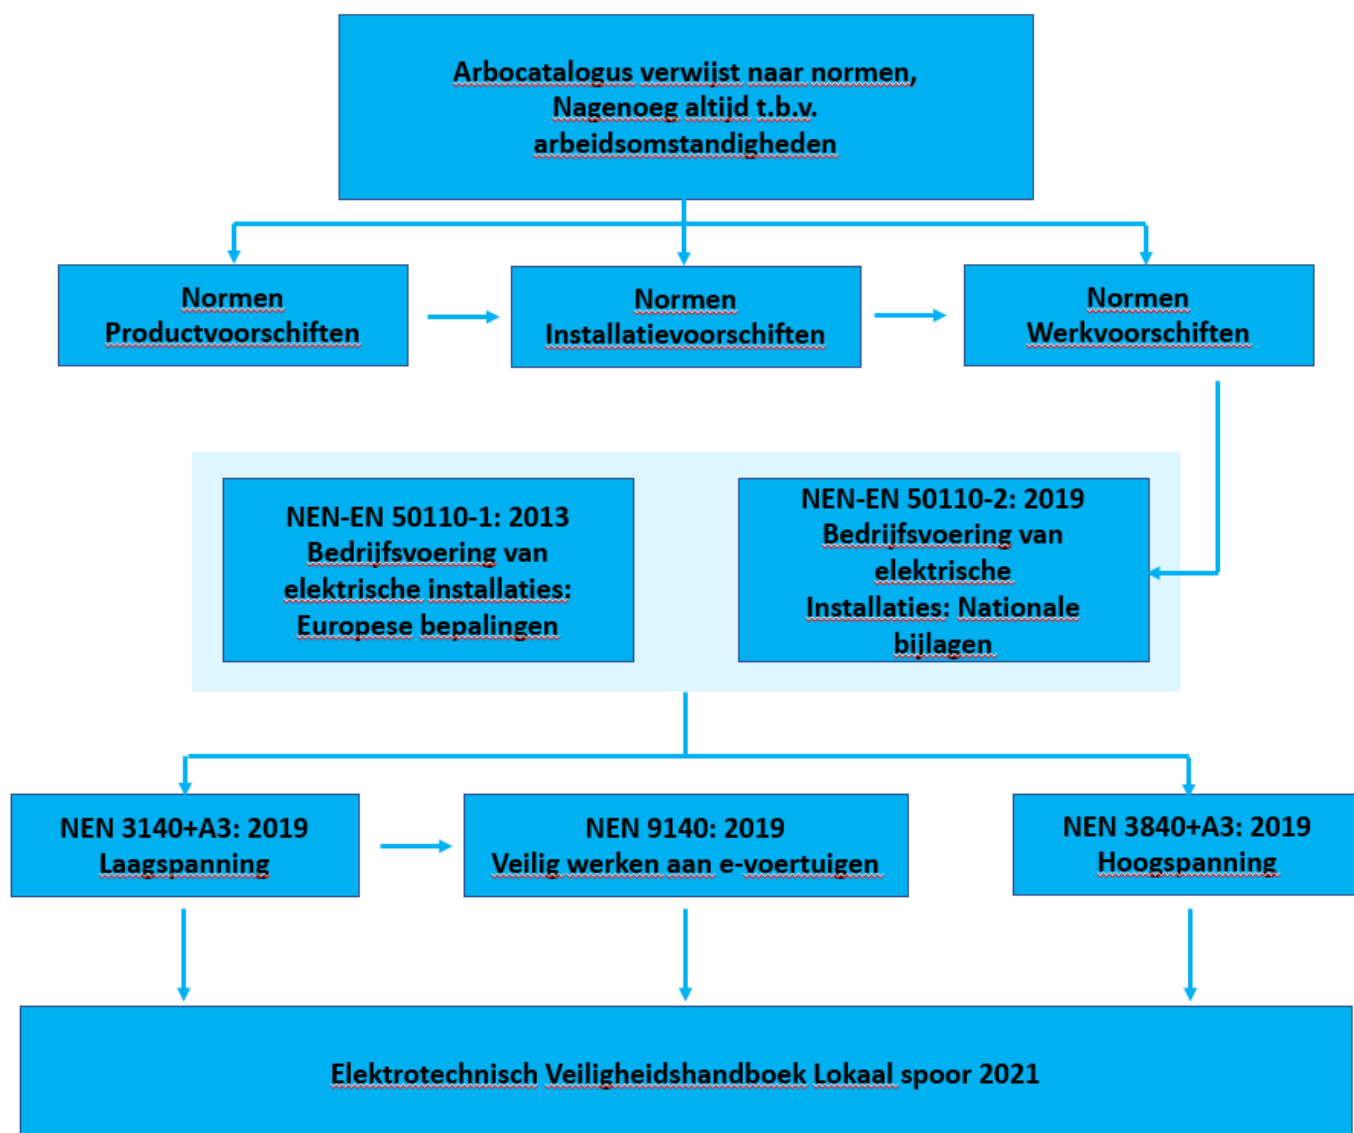 Arbocatalogus verwijst naar normen,
Nagenoeg altijd t.b.v.
arbeidsomstandigheden
Normen
Productvoorschiften
Normen
Installatievoorschiften
Normen
Werkvoorschiften
NEN-EN 50110-1: 2013
Bedrijfsvoering van
elektrische installaties:
Europese bepalingen
NEN-EN 50110-2: 2019
Bedrijfsvoering van
elektrische
Installaties: Nationale
bijlagen
NEN 3140+A3: 2019
Laagspanning
NEN 9140: 2019
Veilig werken aan e-voertuigen
NEN 3840+A3: 2019
Hoogspanning
Elektrotechnisch Veiligheidshandboek Lokaal spoor 2021